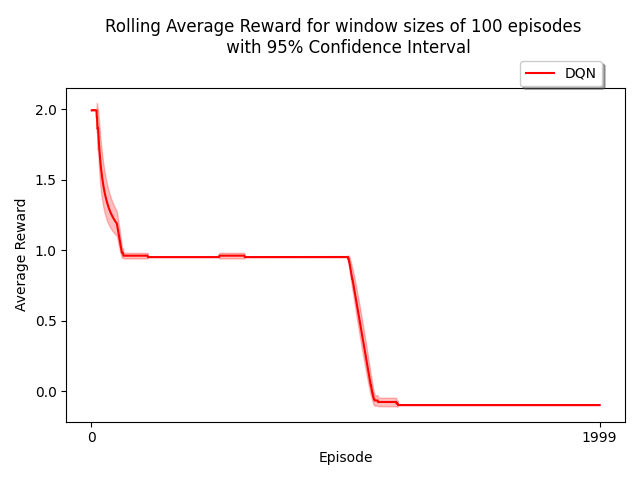 Rolling Average Reward for window sizes of 100 episodes
with 95% Confidence Interval
DQN
2.0
1.5
1.0
0.5
0.0
Average Reward
0
1999
Episode